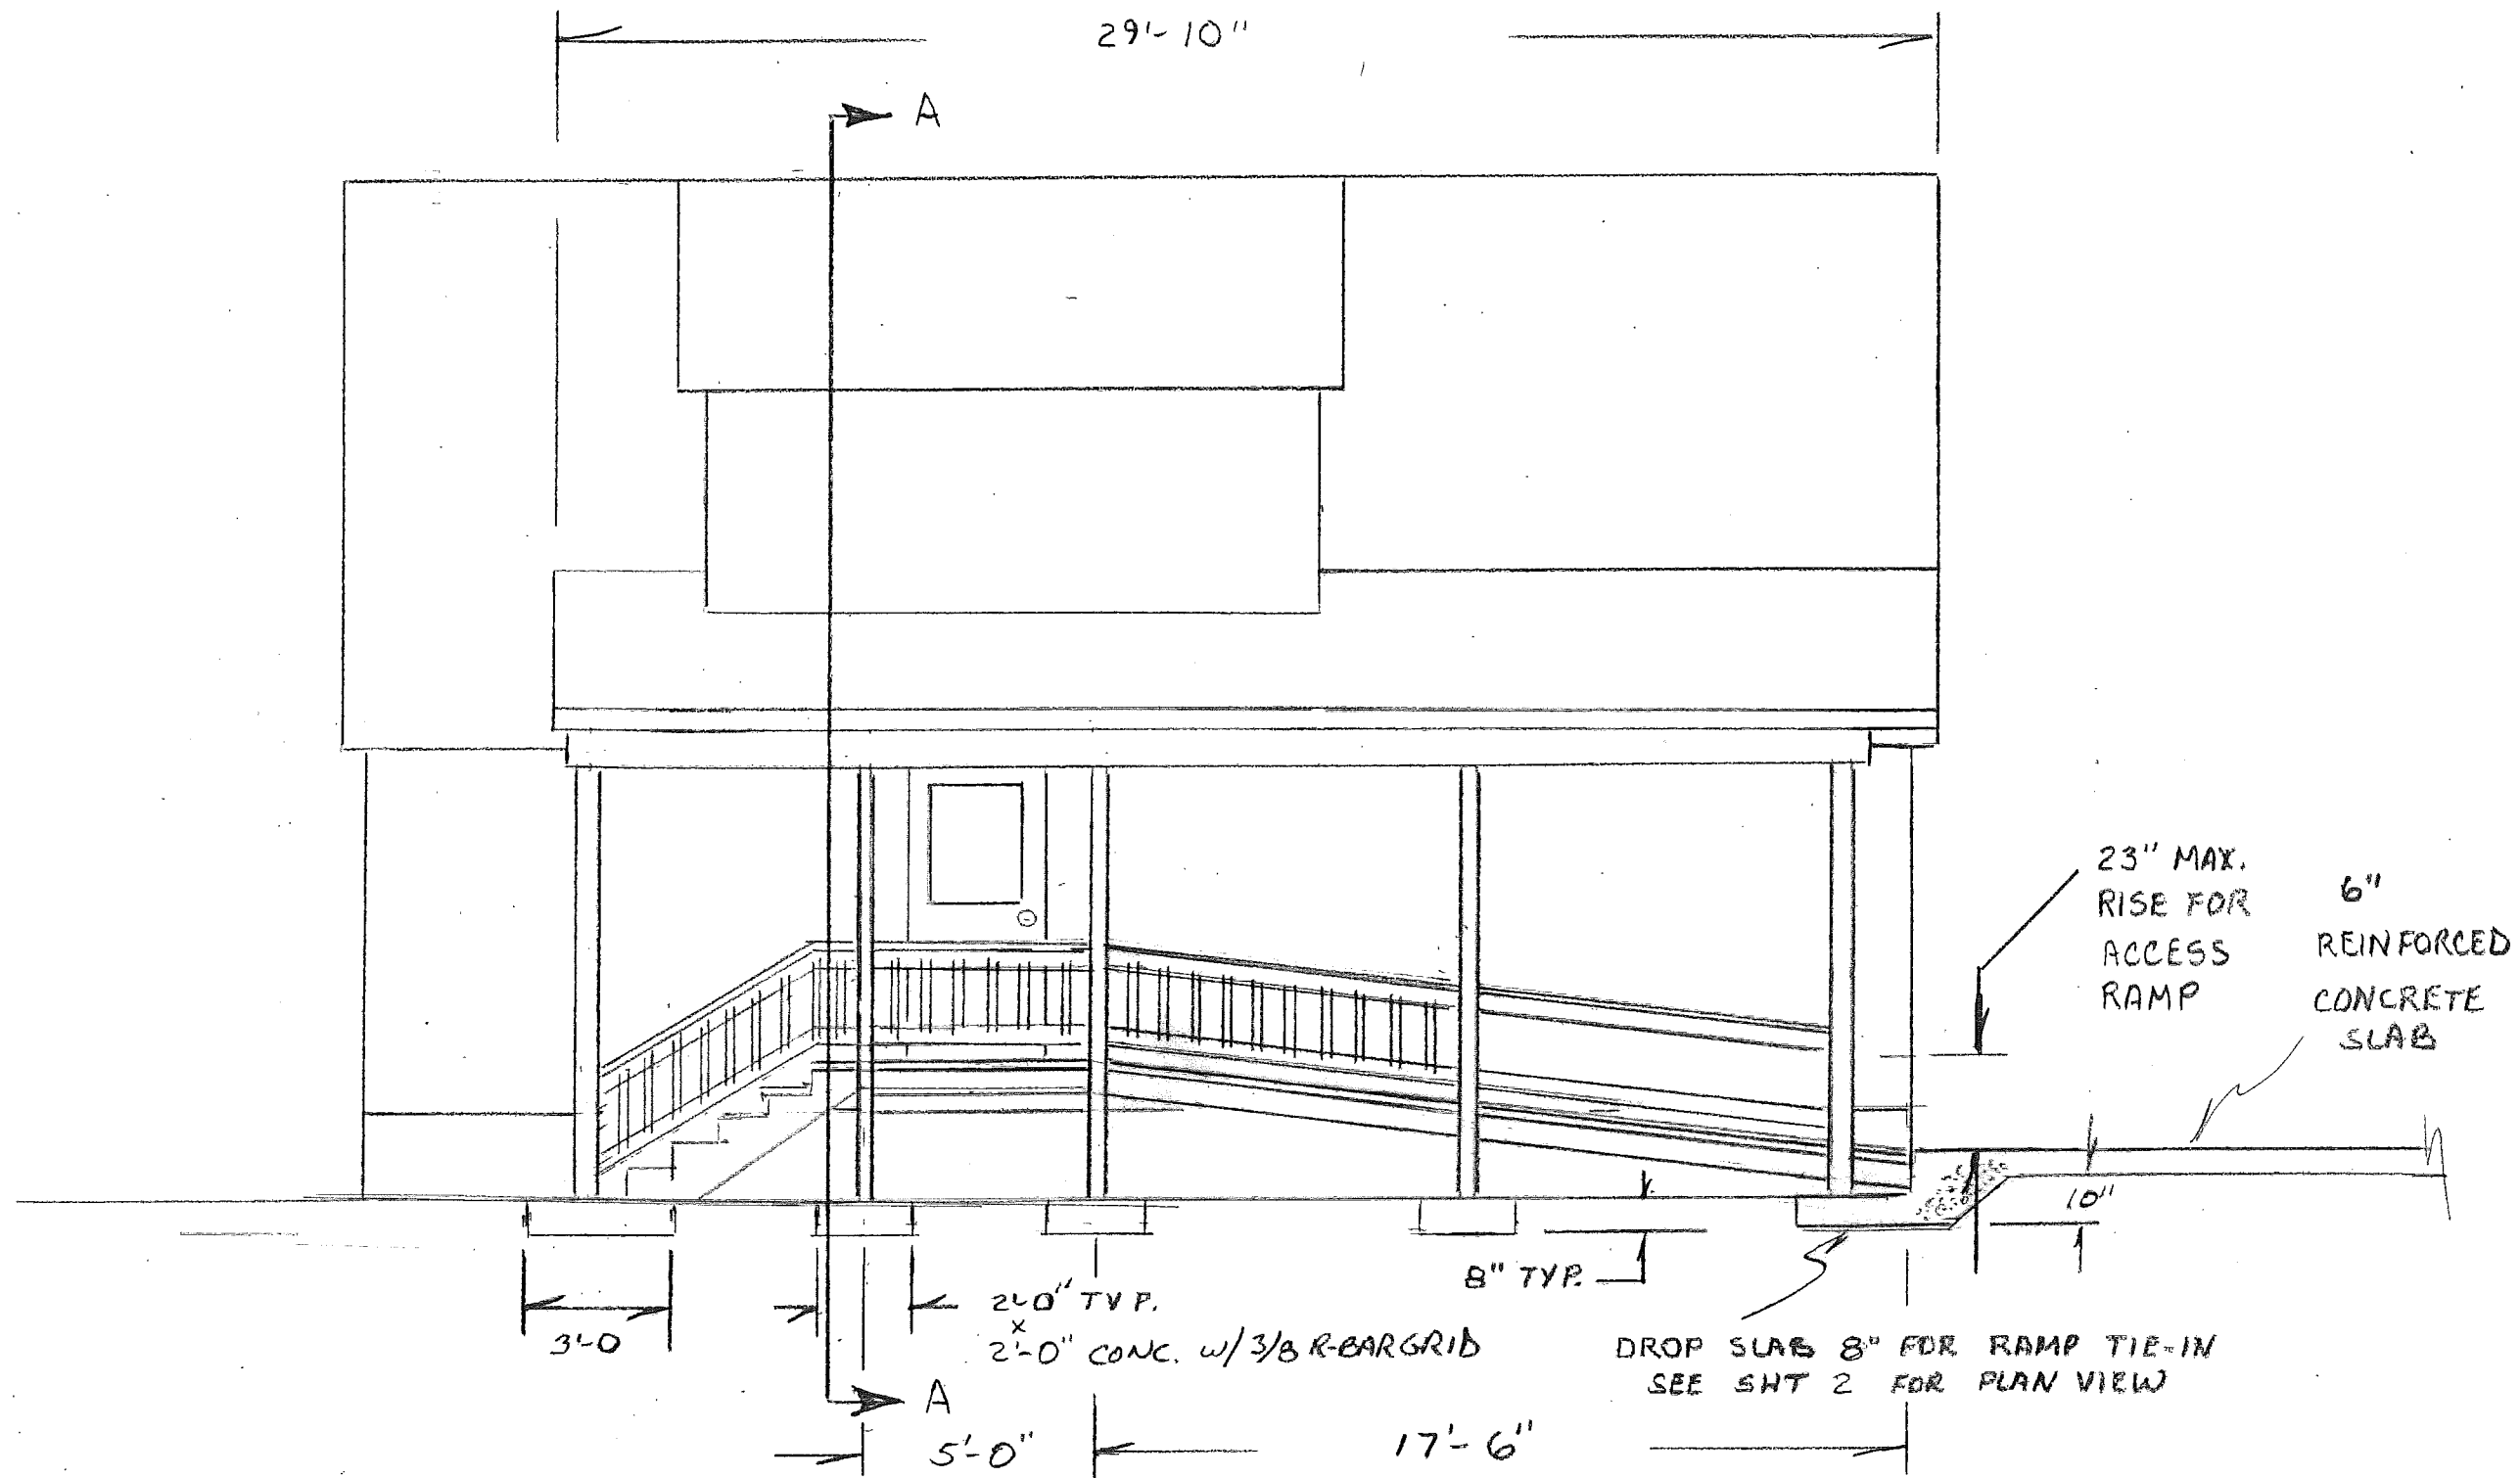 29'-10"
A
23" MAX.
RISE FOR
ACCESS
RAMP
6"
REINFORCED
CONCRETE
SLAB
10"
8" TYP.
3'-0
2'-0" TYP.
x
2'-0" CONC. W/ 3/8 R-BAR GRID
DROP SLAB 8" FOR RAMP TIE-IN
SEE SHT 2 FOR PLAN VIEW
A
5'-0"
17'-6"